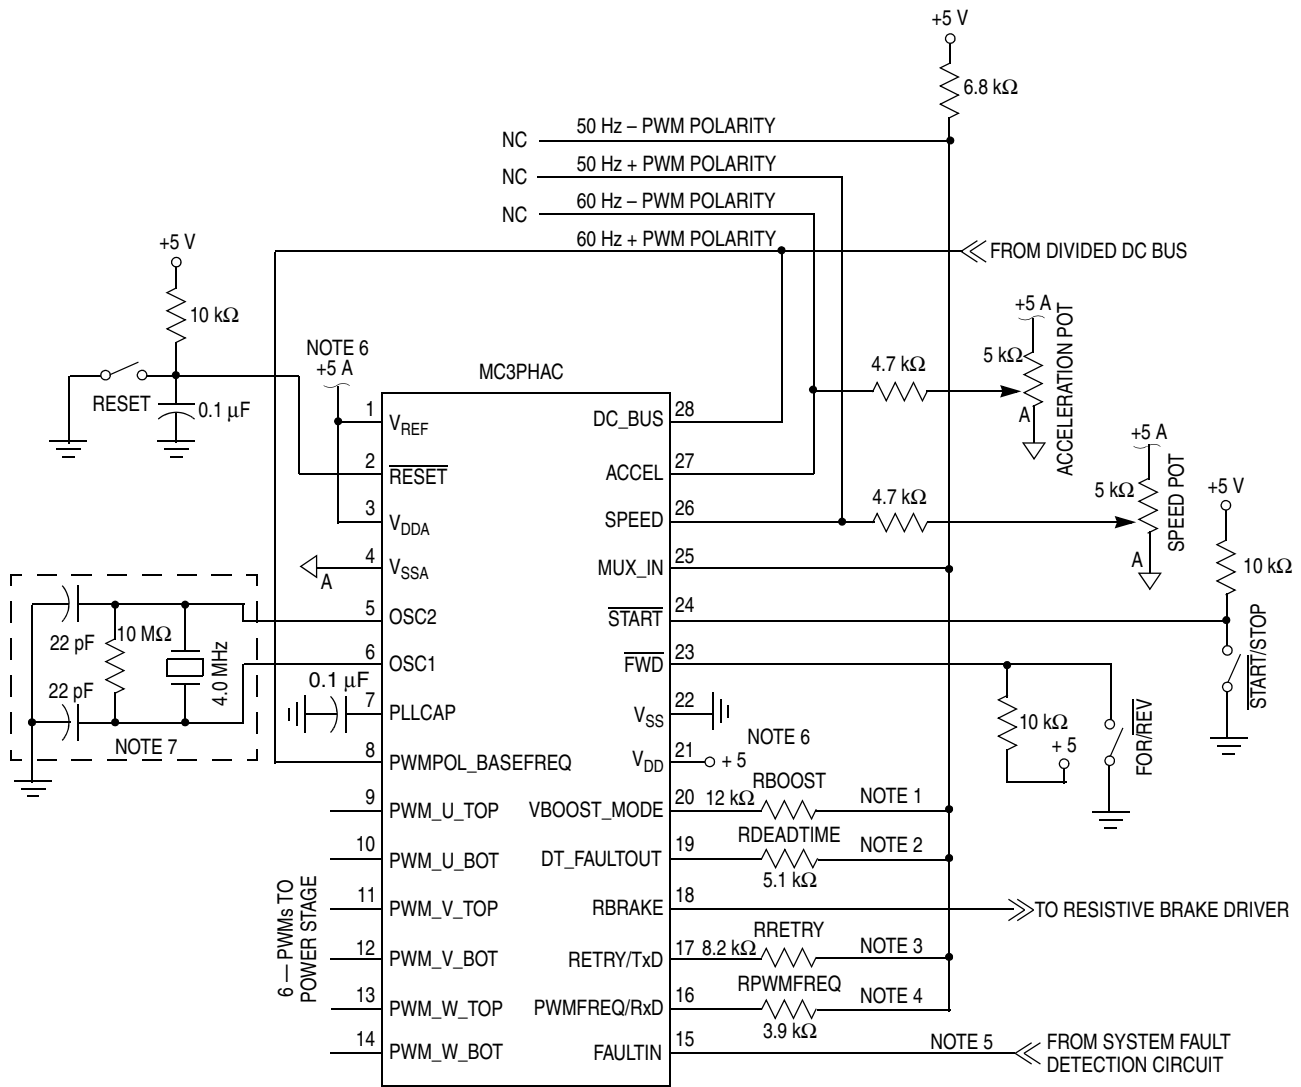 +5 V
6.8 kΩ
NC 50 Hz – PWM POLARITY
NC 50 Hz + PWM POLARITY
NC 60 Hz – PWM POLARITY
60 Hz + PWM POLARITY
FROM DIVIDED DC BUS
+5 V
10 kΩ
RESET
0.1 μF
NOTE 6
+5 A
MC3PHAC
4.7 kΩ
+5 A
5 kΩ
A
ACCELERATION POT
4.7 kΩ
+5 A
5 kΩ
A
SPEED POT
+5 V
10 kΩ
START/STOP
1 VREF
2 RESET
3 VDDA
4 VSSA
A
5 OSC2
6 OSC1
7 PLLCAP
8 PWMPOL_BASEFREQ
9 PWM_U_TOP
10 PWM_U_BOT
11 PWM_V_TOP
12 PWM_V_BOT
13 PWM_W_TOP
14 PWM_W_BOT
DC_BUS 28
ACCEL 27
SPEED 26
MUX_IN 25
START 24
FWD 23
VSS 22
VDD 21
VBOOST_MODE 20
DT_FAULTOUT 19
RBRAKE 18
RETRY/TxD 17
PWMFREQ/RxD 16
FAULTIN 15
22 pF
10 MΩ
4.0 MHz
22 pF
NOTE 7
0.1 μF
6 — PWMs TO
POWER STAGE
10 kΩ
+ 5
FOR/REV
NOTE 6
+ 5
RBOOST
12 kΩ
NOTE 1
RDEADTIME
5.1 kΩ
NOTE 2
TO RESISTIVE BRAKE DRIVER
RRETRY
8.2 kΩ
NOTE 3
RPWMFREQ
3.9 kΩ
NOTE 4
NOTE 5
FROM SYSTEM FAULT
DETECTION CIRCUIT